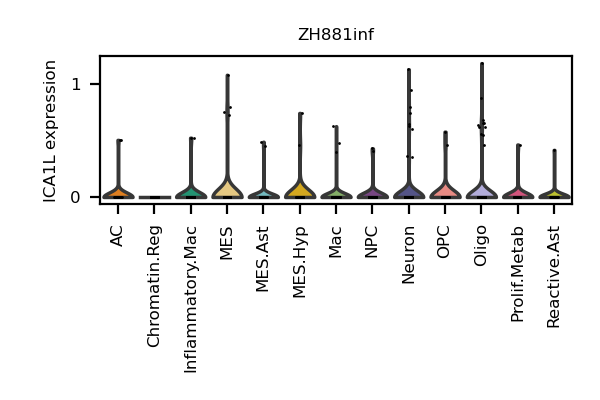 ZH881inf
ICA1L expression
1
0
AC
Chromatin.Reg
Inflammatory.Mac
MES
MES.Ast
MES.Hyp
Mac
NPC
Neuron
OPC
Oligo
Prolif.Metab
Reactive.Ast